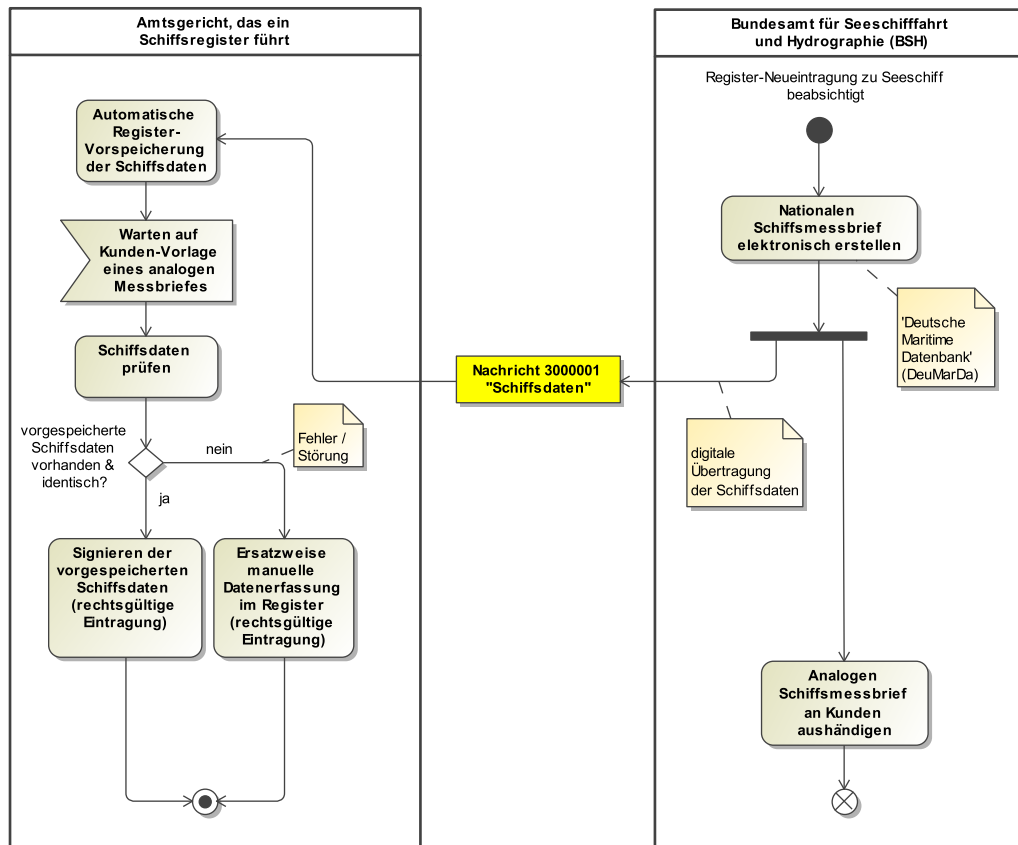 Amtsgericht, das ein
Schiffsregister führt
Automatische
Register-
Vorspeicherung
der Schiffsdaten
Warten auf
Kunden-Vorlage
eines analogen
Messbriefes
Schiffsdaten
prüfen
vorgespeicherte
Schiffsdaten
vorhanden &
identisch?
nein
Fehler /
Störung
ja
Signieren der
vorgespeicherten
Schiffsdaten
(rechtsgültige
Eintragung)
Ersatzweise
manuelle
Datenerfassung
im Register
(rechtsgültige
Eintragung)
Nachricht 3000001
"Schiffsdaten"
Bundesamt für Seeschifffahrt
und Hydrographie (BSH)
Register-Neueintragung zu Seeschiff
beabsichtigt
Nationalen
Schiffsmessbrief
elektronisch erstellen
'Deutsche
Maritime
Datenbank'
(DeuMarDa)
digitale
Übertragung
der Schiffsdaten
Analogen
Schiffsmessbrief
an Kunden
aushändigen